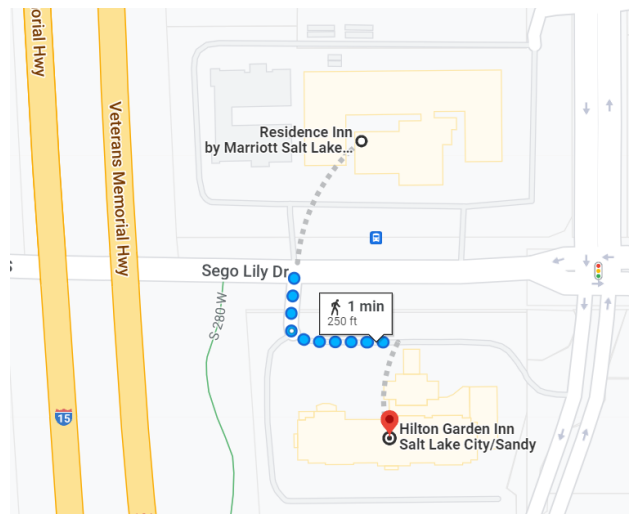 orial Hwy
Veterans Memorial Hwy
Residence Inn
by Marriott Salt Lake...
Sego Lily Dr
S-280-W
1 min
250 ft
15
Hilton Garden Inn
Salt Lake City/Sandy